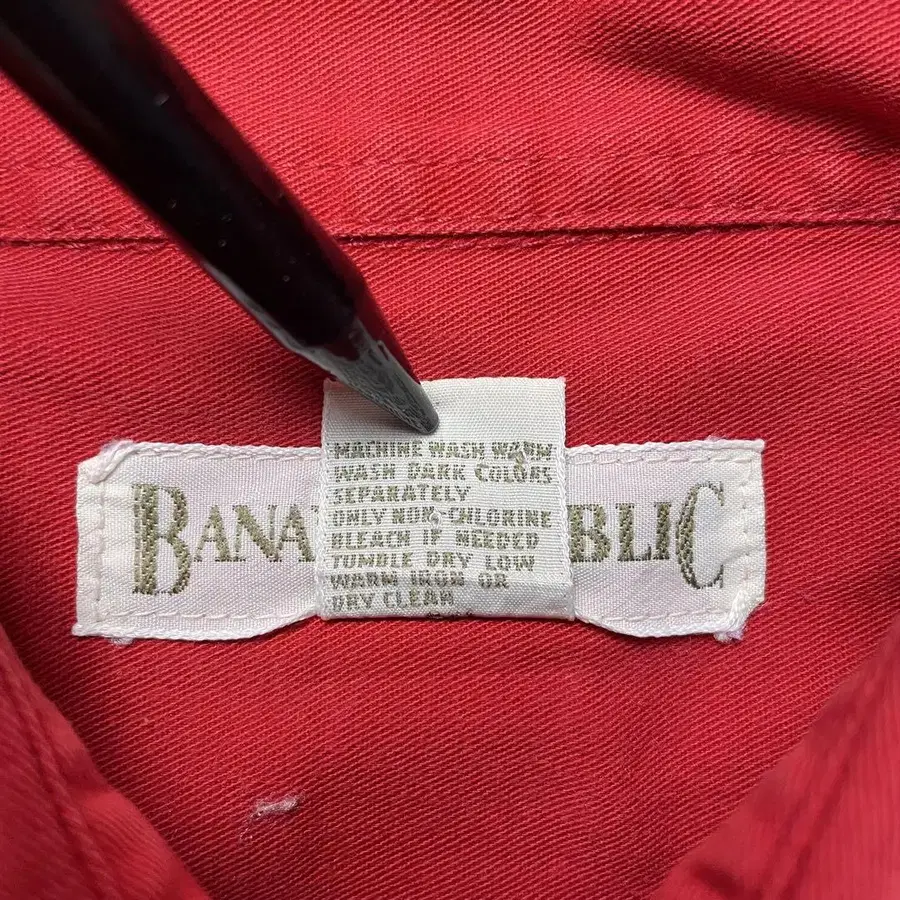 BANA BLIC
MACHINE WASH WARM
WASH DARK COLORS
SEPARATELY
ONLY NON-CHLORINE
BLEACH IF NEEDED
TUMBLE DRY LOW
WARM IRON OR
DRY CLEAN